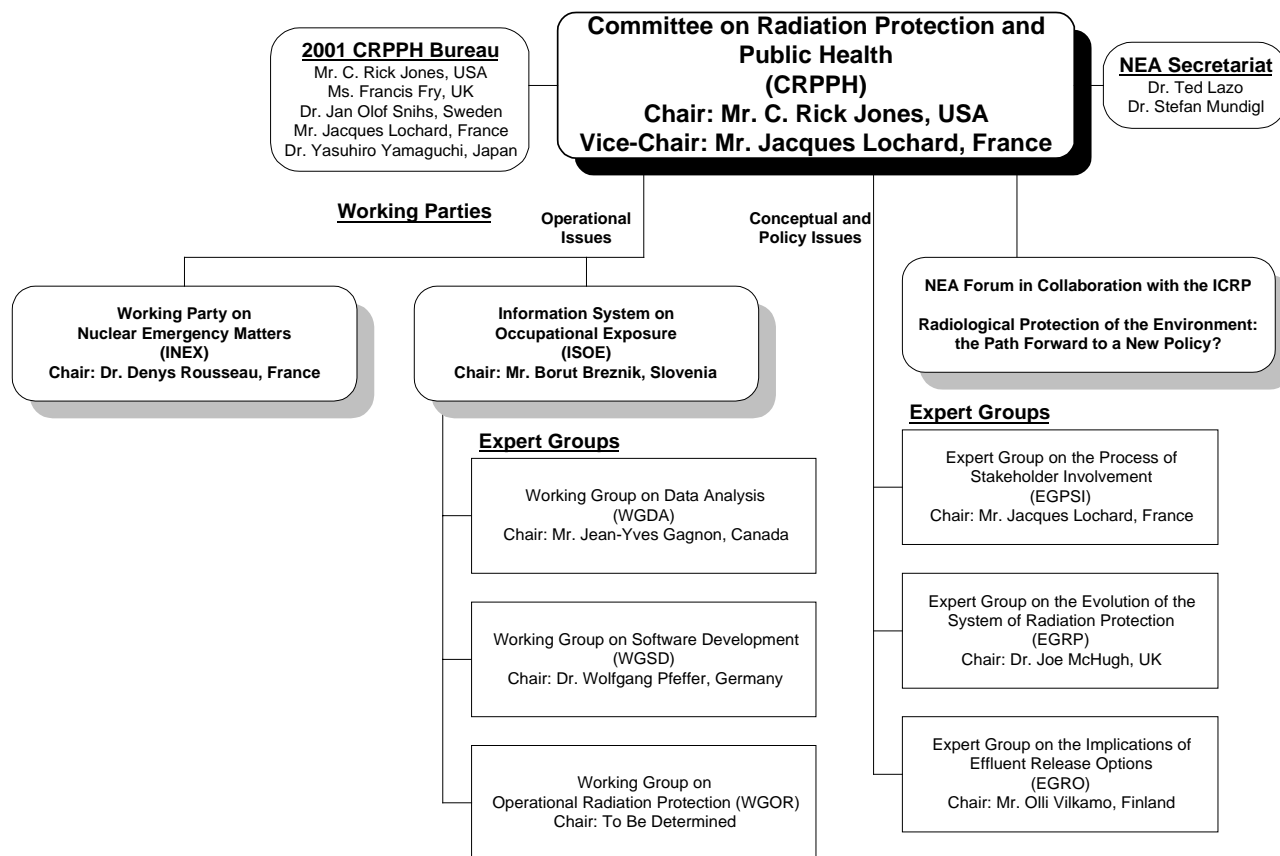 2001 CRPPH Bureau
Mr. C. Rick Jones, USA
Ms. Francis Fry, UK
Dr. Jan Olof Snihs, Sweden
Mr. Jacques Lochard, France
Dr. Yasuhiro Yamaguchi, Japan
Committee on Radiation Protection and
Public Health
(CRPPH)
Chair: Mr. C. Rick Jones, USA
Vice-Chair: Mr. Jacques Lochard, France
NEA Secretariat
Dr. Ted Lazo
Dr. Stefan Mundigl
Working Parties
Operational
Issues
Conceptual and
Policy Issues
Working Party on
Nuclear Emergency Matters
(INEX)
Chair: Dr. Denys Rousseau, France
Information System on
Occupational Exposure
(ISOE)
Chair: Mr. Borut Breznik, Slovenia
NEA Forum in Collaboration with the ICRP
Radiological Protection of the Environment:
the Path Forward to a New Policy?
Expert Groups
Working Group on Data Analysis
(WGDA)
Chair: Mr. Jean-Yves Gagnon, Canada
Working Group on Software Development
(WGSD)
Chair: Dr. Wolfgang Pfeffer, Germany
Working Group on
Operational Radiation Protection (WGOR)
Chair: To Be Determined
Expert Groups
Expert Group on the Process of
Stakeholder Involvement
(EGPSI)
Chair: Mr. Jacques Lochard, France
Expert Group on the Evolution of the
System of Radiation Protection
(EGRP)
Chair: Dr. Joe McHugh, UK
Expert Group on the Implications of
Effluent Release Options
(EGRO)
Chair: Mr. Olli Vilkamo, Finland